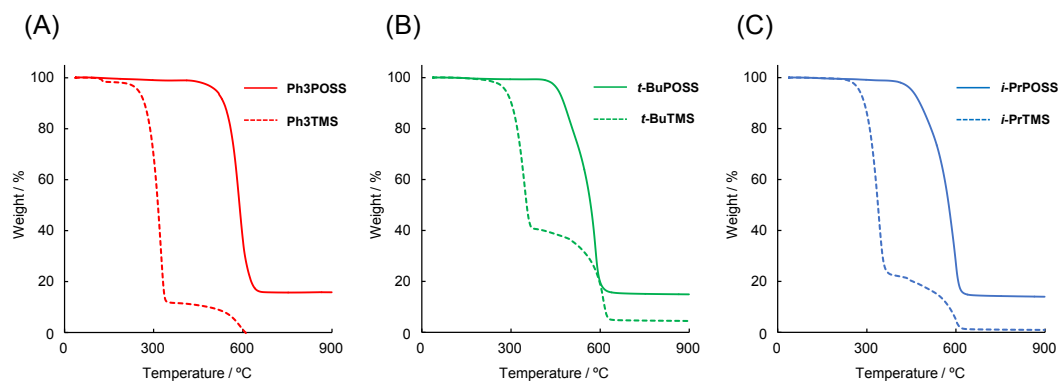 (A)
Weight / %
100
80
60
40
20
0
0 300 600 900
Temperature / ºC
Ph3POSS
Ph3TMS
(B)
Weight / %
100
80
60
40
20
0
0 300 600 900
Temperature / ºC
t-BuPOSS
t-BuTMS
(C)
Weight / %
100
80
60
40
20
0
0 300 600 900
Temperature / ºC
i-PrPOSS
i-PrTMS